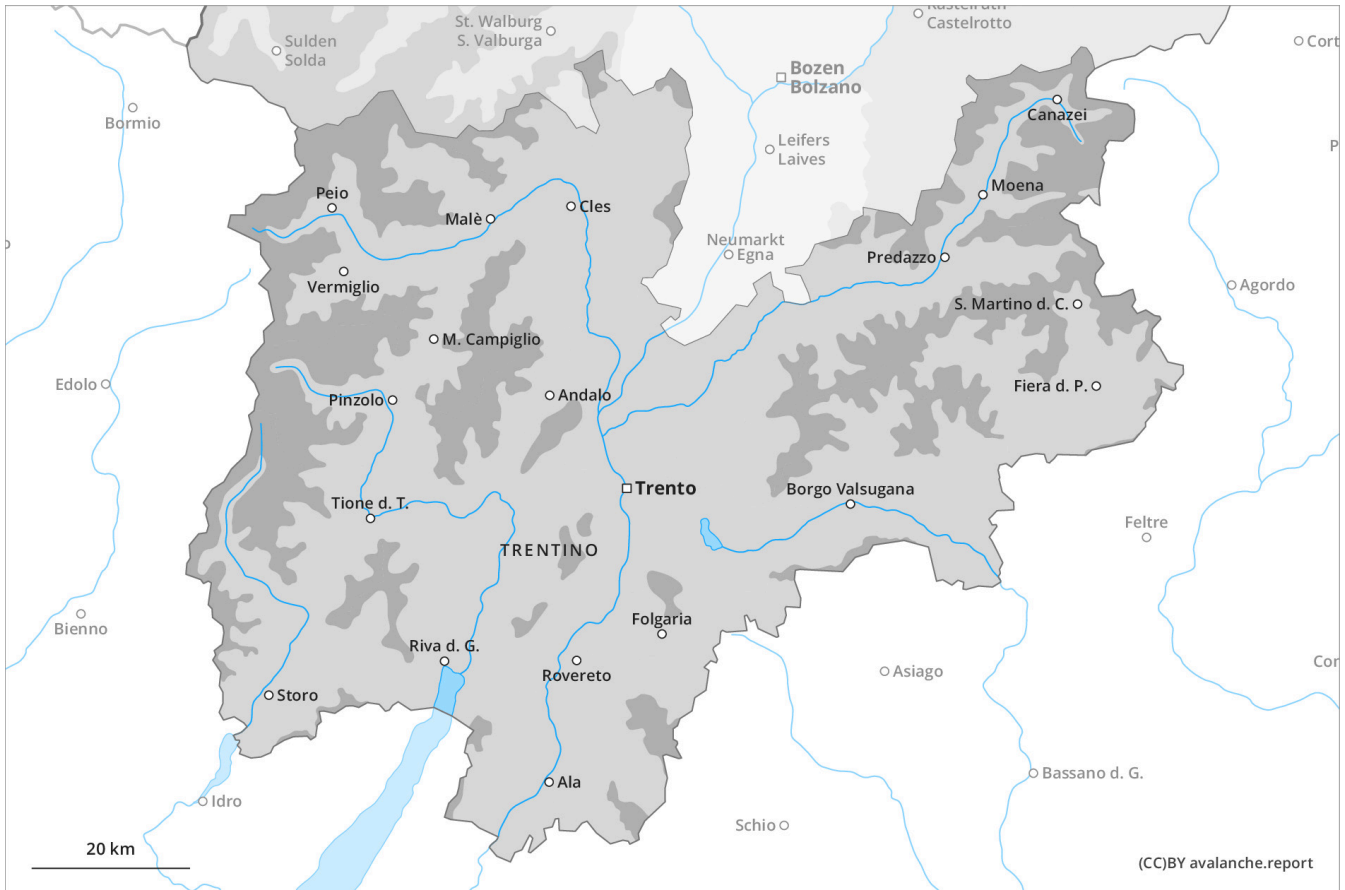 Kastelruth
Castelrotto
St. Walburg
S. Valburga
Sulden
Solda
Cort
Bozen
Bolzano
Bormio
Canazei
Leifers
Laives
P
Moena
Peio
Malè
Cles
Neumarkt
Egna
Predazzo
Vermiglio
Agordo
S. Martino d. C.
M. Campiglio
Edolo
Pinzolo
Andalo
Fiera d. P.
Trento
Borgo Valsugana
Tione d. T.
Feltre
TRENTINO
Folgaria
Bienno
Riva d. G.
Rovereto
Asiago
Cor
Storo
Ala
Bassano d. G.
Idro
Schio
20 km
(CC)BY avalanche.report